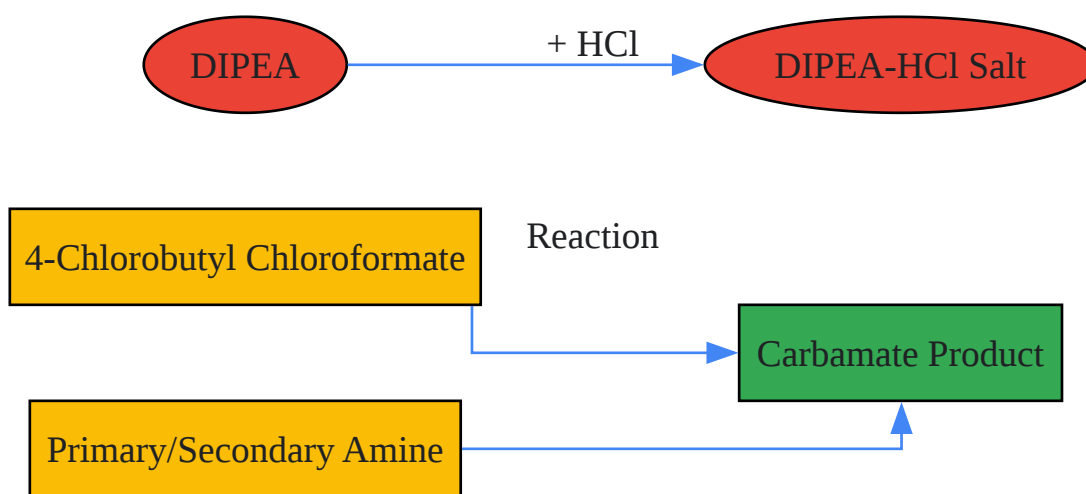 DIPEA
+ HCl
DIPEA-HCl Salt
4-Chlorobutyl Chloroformate
Reaction
Carbamate Product
Primary/Secondary Amine